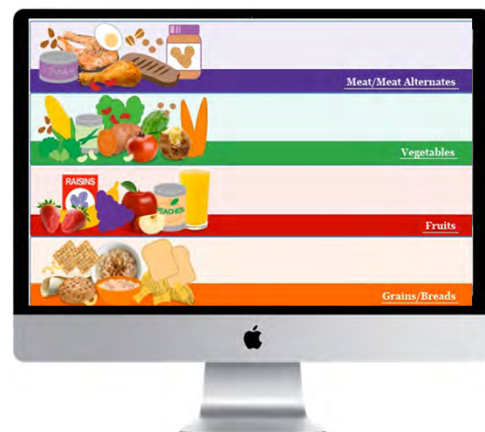 Meat/Meat Alternates
Vegetables
RAISINS
PEACHES
Fruits
Grains/Breads